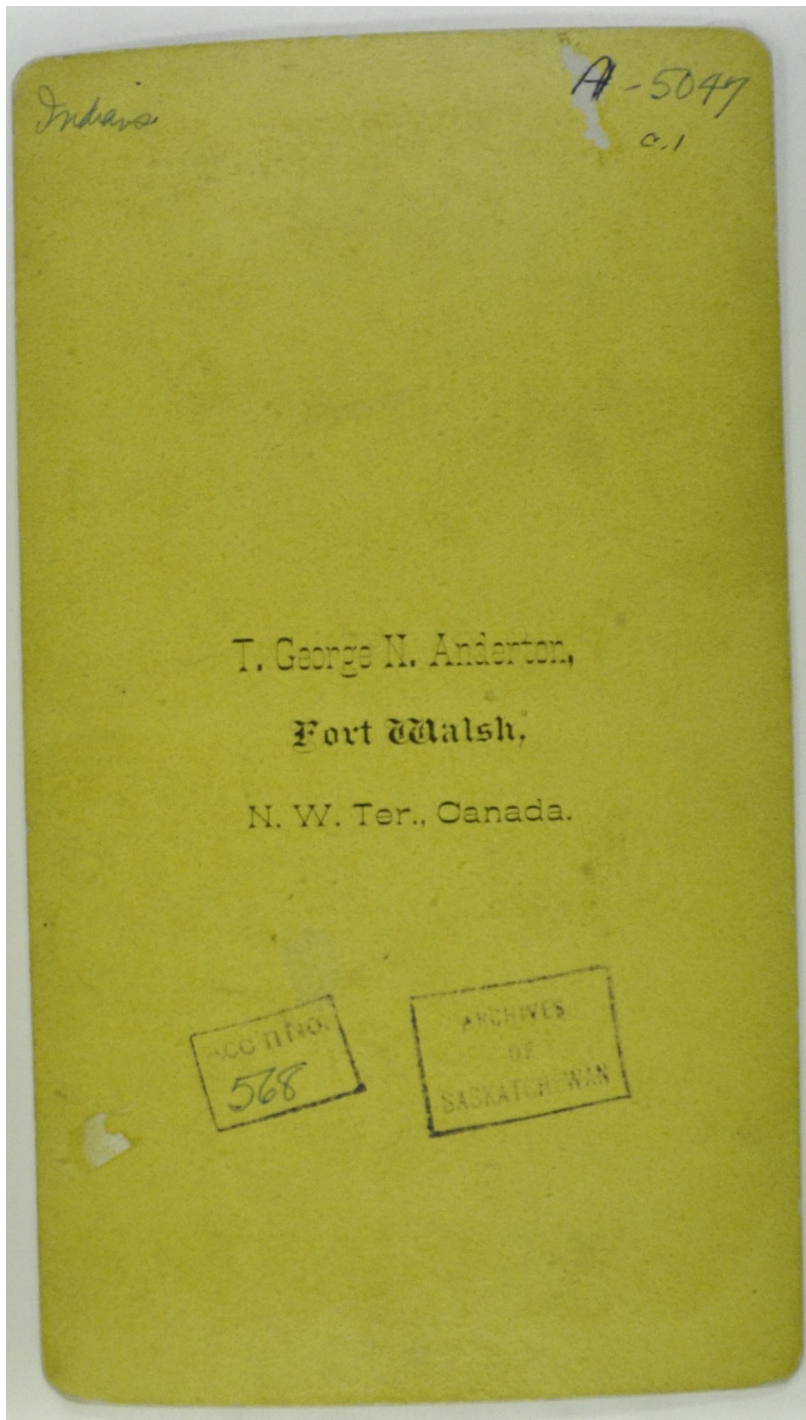 Indians
A-5047
c.1
T. George N. Anderton,
Fort Walsh,
N. W. Ter., Canada.
Acc'n No.
568
ARCHIVES
OF
SASKATCHEWAN